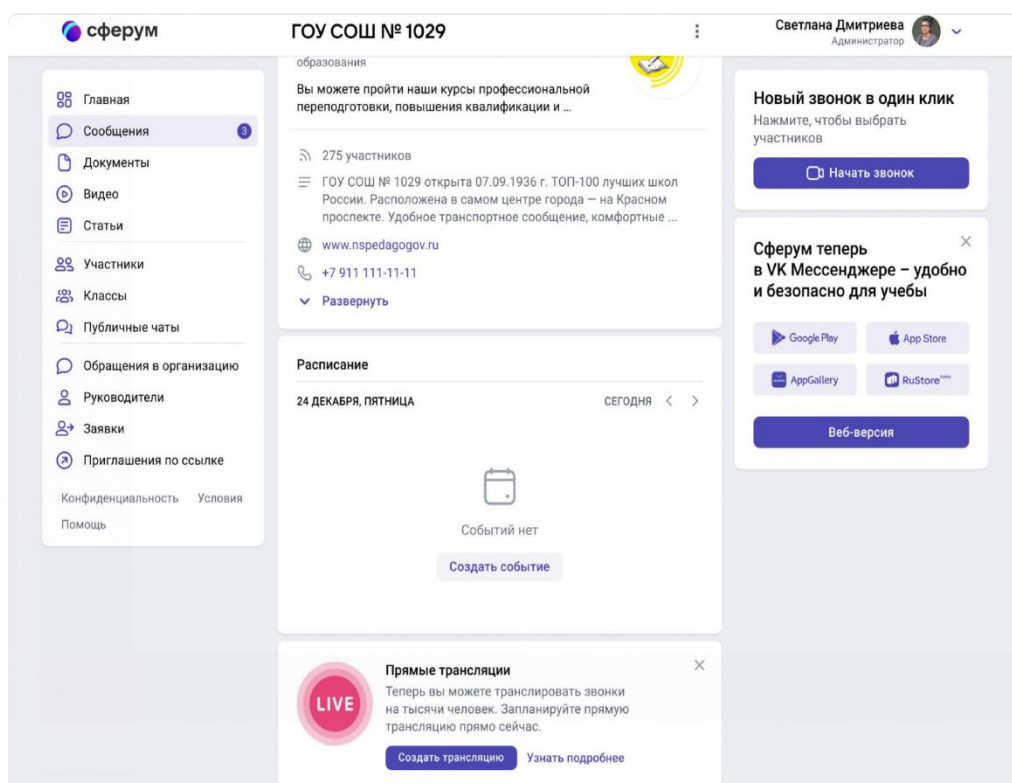 сферум
ГОУ СОШ № 1029
Светлана Дмитриева
Администратор
Главная
Сообщения 3
Документы
Видео
Статьи
Участники
Классы
Публичные чаты
Обращения в организацию
Руководители
Заявки
Приглашения по ссылке
Конфиденциальность Условия
Помощь
образования
Вы можете пройти наши курсы профессиональной
переподготовки, повышения квалификации и ...
275 участников
ГОУ СОШ № 1029 открыта 07.09.1936 г. ТОП-100 лучших школ
России. Расположена в самом центре города — на Красном
проспекте. Удобное транспортное сообщение, комфортные ...
www.nspedagogov.ru
+7 911 111-11-11
Развернуть
Расписание
24 ДЕКАБРЯ, ПЯТНИЦА СЕГОДНЯ
Событий нет
Создать событие
LIVE
Прямые трансляции
Теперь вы можете транслировать звонки
на тысячи человек. Запланируйте прямую
трансляцию прямо сейчас.
Создать трансляцию Узнать подробнее
Новый звонок в один клик
Нажмите, чтобы выбрать
участников
Начать звонок
Сферум теперь
в VK Мессенджере – удобно
и безопасно для учебы
Google Play App Store
AppGallery RuStore
Веб-версия